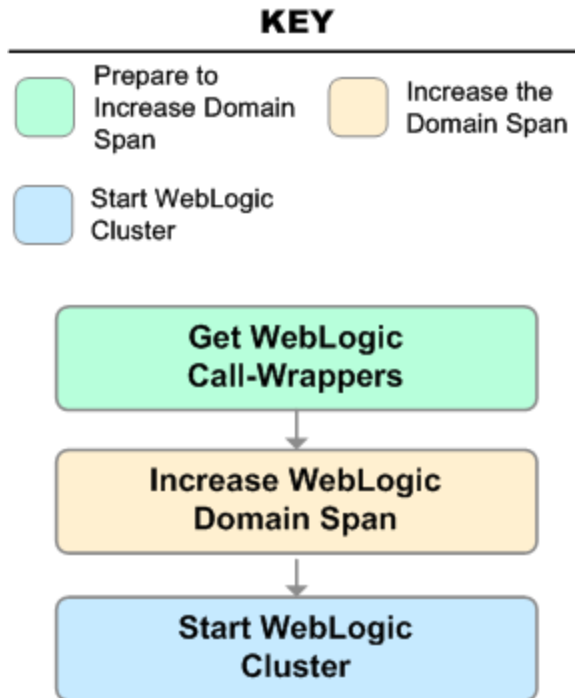 KEY
Prepare to
Increase Domain
Span
Increase the
Domain Span
Start WebLogic
Cluster
Get WebLogic
Call-Wrappers
Increase WebLogic
Domain Span
Start WebLogic
Cluster